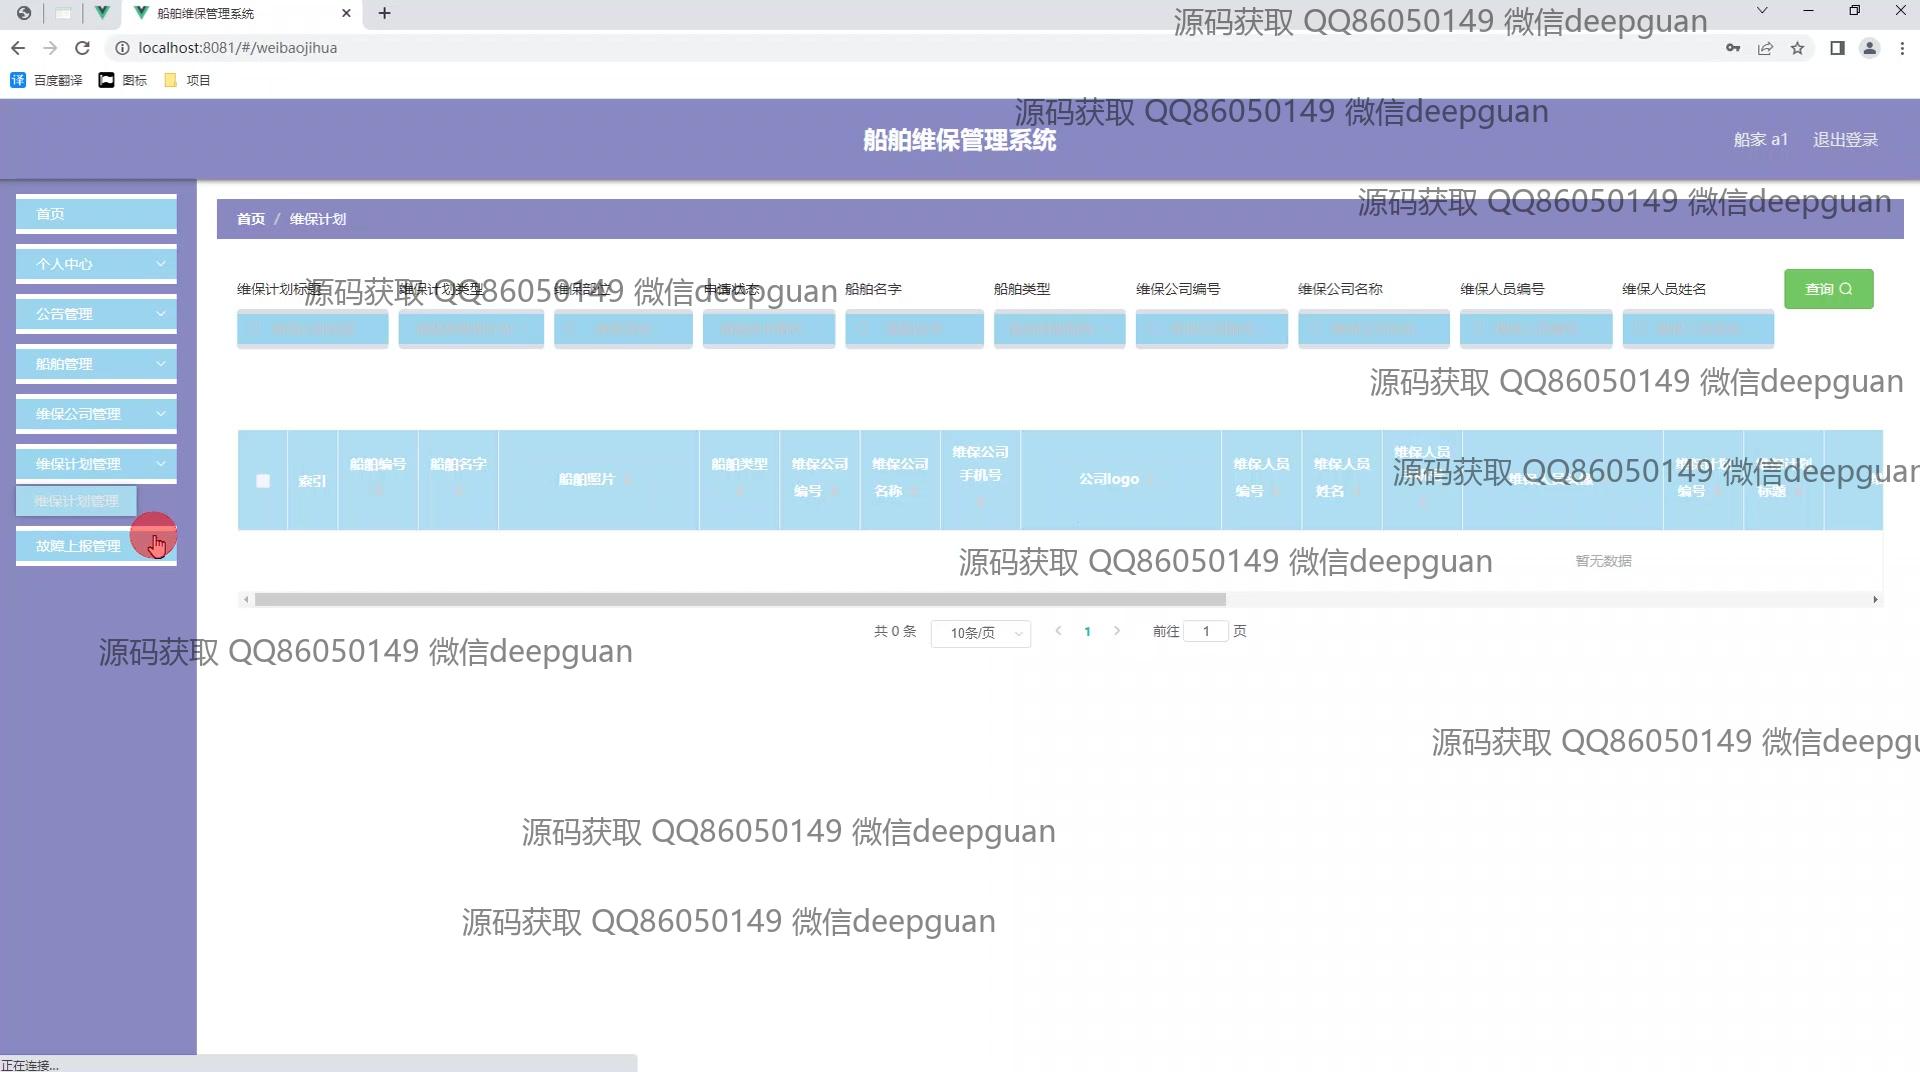 船舶维保管理系统
源码获取 QQ86050149 微信deepguan
localhost:8081/#/weibaojihua
百度翻译 图标 项目
源码获取 QQ86050149 微信deepguan
船舶维保管理系统
船家 a1 退出登录
源码获取 QQ86050149 微信deepguan
首页
首页 / 维保计划
个人中心
公告管理
船舶管理
维保公司管理
维保计划管理
维保计划管理
故障上报管理
源码获取 QQ86050149 微信deepguan
维保计划标题 维保计划类型 维保部位 申请状态 船舶名字 船舶类型 维保公司编号 维保公司名称 维保人员编号 维保人员姓名 查询
源码获取 QQ86050149 微信deepguan
索引 船舶编号 船舶名字 船舶照片 船舶类型 维保公司编号 维保公司名称 维保公司手机号 公司logo 维保人员编号 维保人员姓名
源码获取 QQ86050149 微信deepguan
源码获取 QQ86050149 微信deepguan
暂无数据
共 0 条 10条/页 1 前往 1 页
源码获取 QQ86050149 微信deepguan
源码获取 QQ86050149 微信deepgu
源码获取 QQ86050149 微信deepguan
源码获取 QQ86050149 微信deepguan
正在连接...